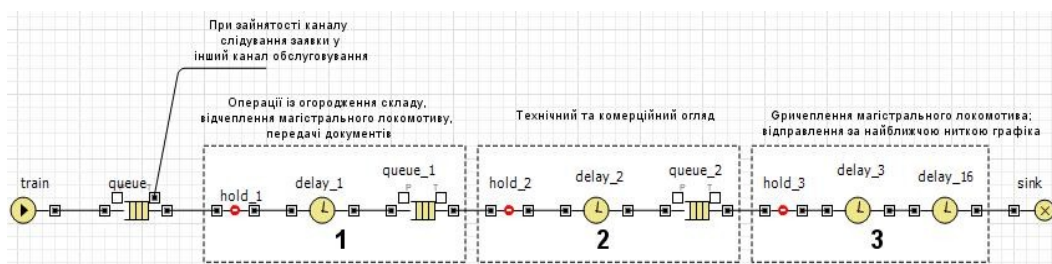 При зайнятості каналу
слідування заявки у
інший канал обслуговування
Операції із огородження складу,
відчеплення магістрального локомотиву,
передачі документів
Технічний та комерційний огляд
Gричеплення магістрального локомотива;
відправлення за найближчою ниткою графіка
train
queue
hold_1
delay_1
queue_1
P T
hold_2
delay_2
queue_2
P T
hold_3
delay_3
delay_16
sink
1
2
3